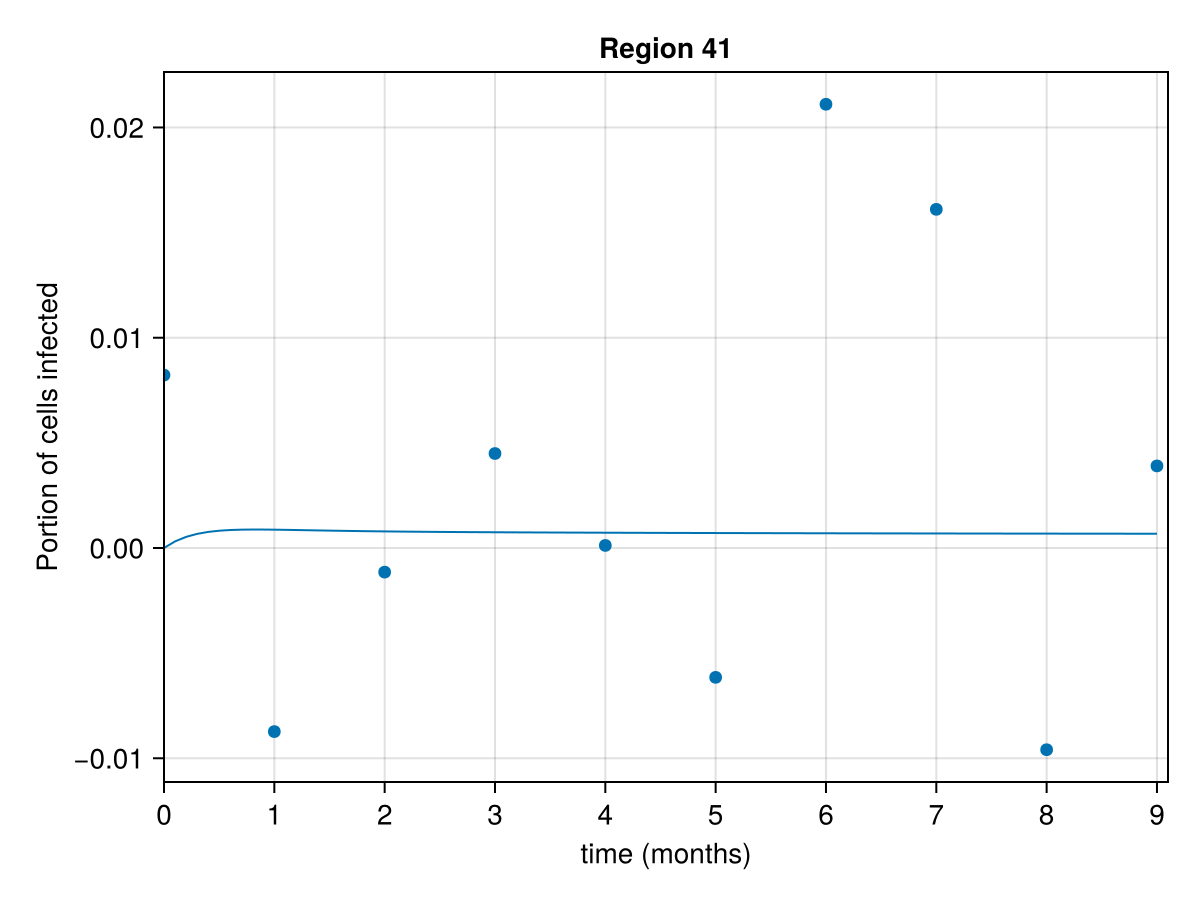 Region 41
Portion of cells infected
0.02
0.01
0.00
−0.01
0 1 2 3 4 5 6 7 8 9
time (months)